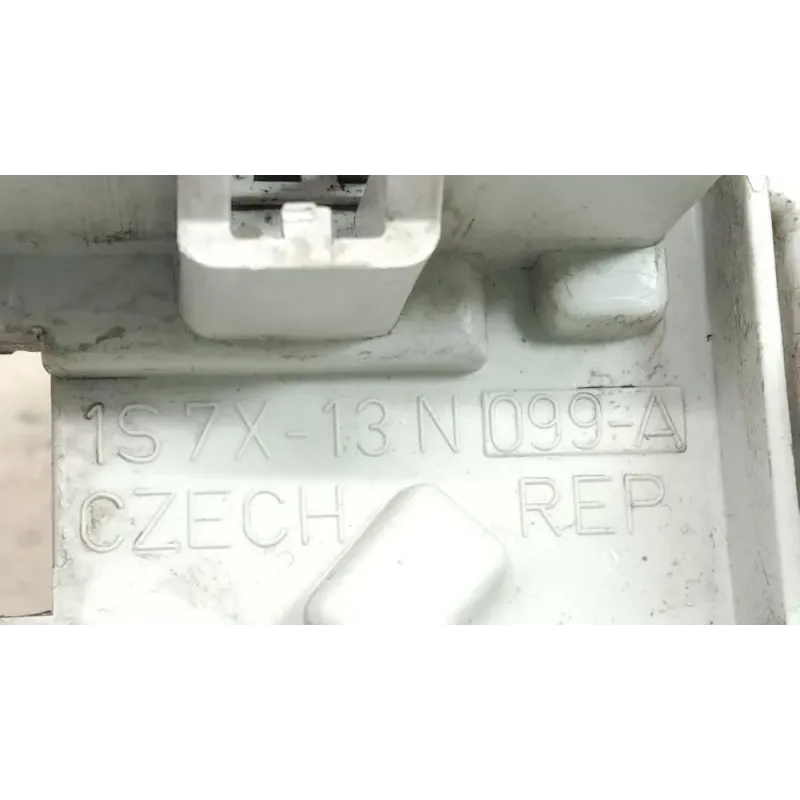 1S7X-13N099-A
CZECH REP